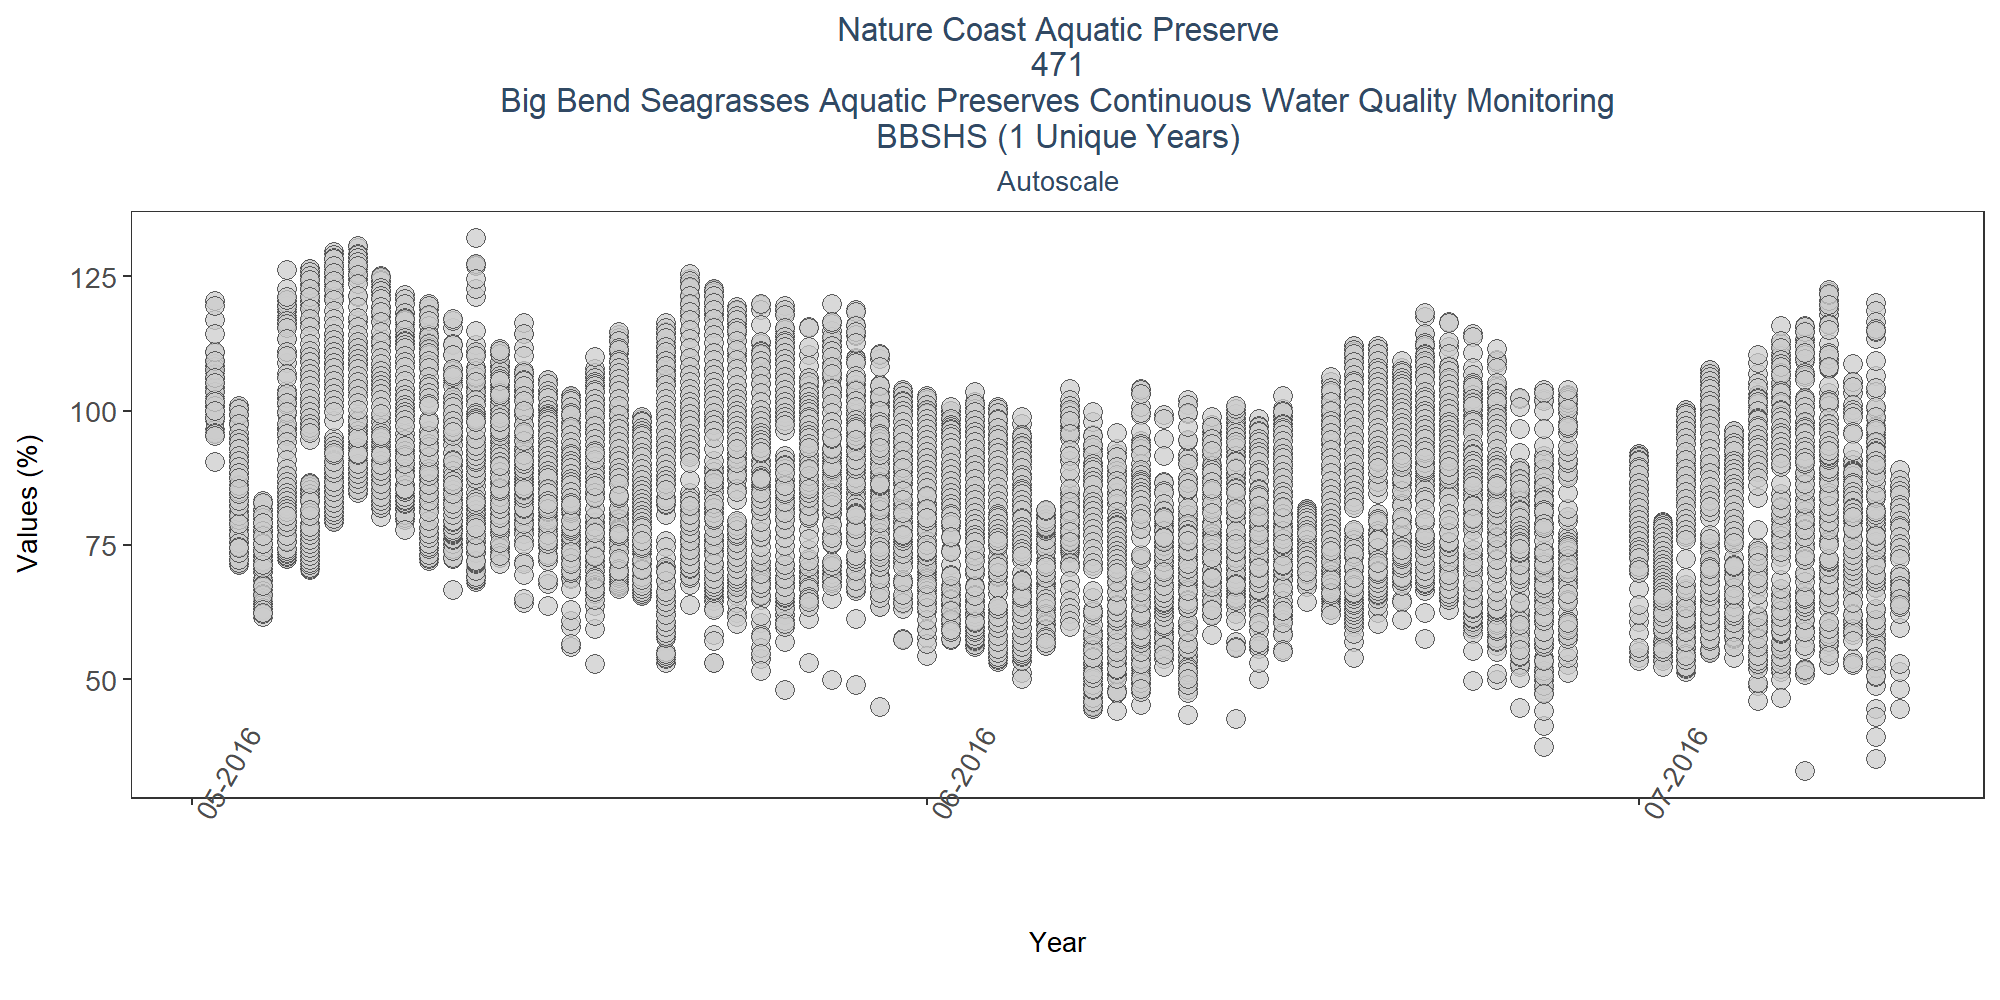 Nature Coast Aquatic Preserve
471
Big Bend Seagrasses Aquatic Preserves Continuous Water Quality Monitoring
BBSHS (1 Unique Years)
Autoscale
125
100
75
50
Values (%)
05-2016
06-2016
07-2016
Year